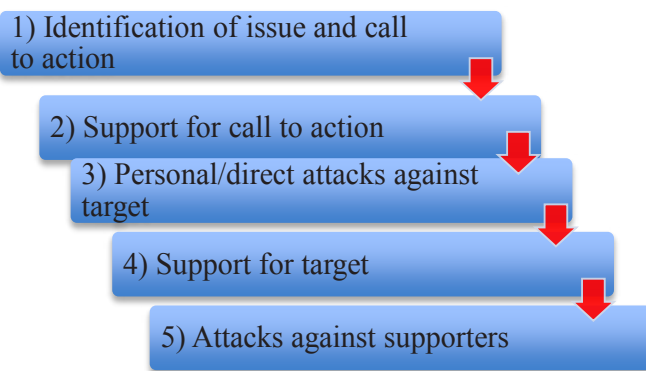 1) Identification of issue and call
to action
2) Support for call to action
3) Personal/direct attacks against
target
4) Support for target
5) Attacks against supporters